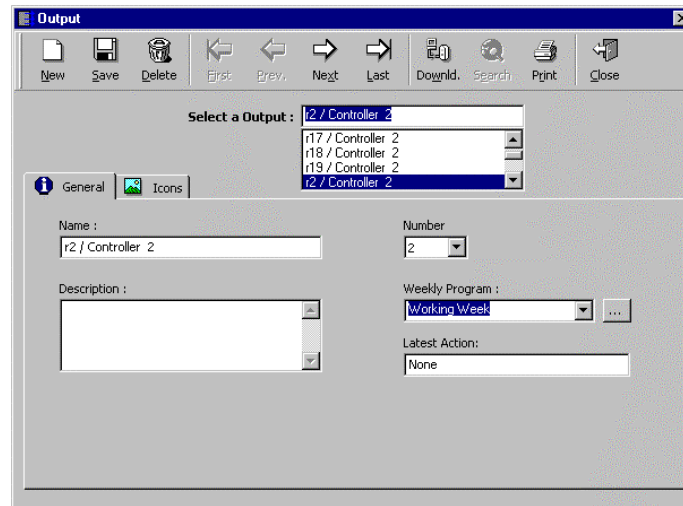 Output
New Save Delete First Prev. Next Last Downld. Search Print Close
Select a Output : r2 / Controller 2
r17 / Controller 2
r18 / Controller 2
r19 / Controller 2
r2 / Controller 2
General Icons
Name : Number
r2 / Controller 2 2
Description : Weekly Program :
Working Week ...
Latest Action:
None